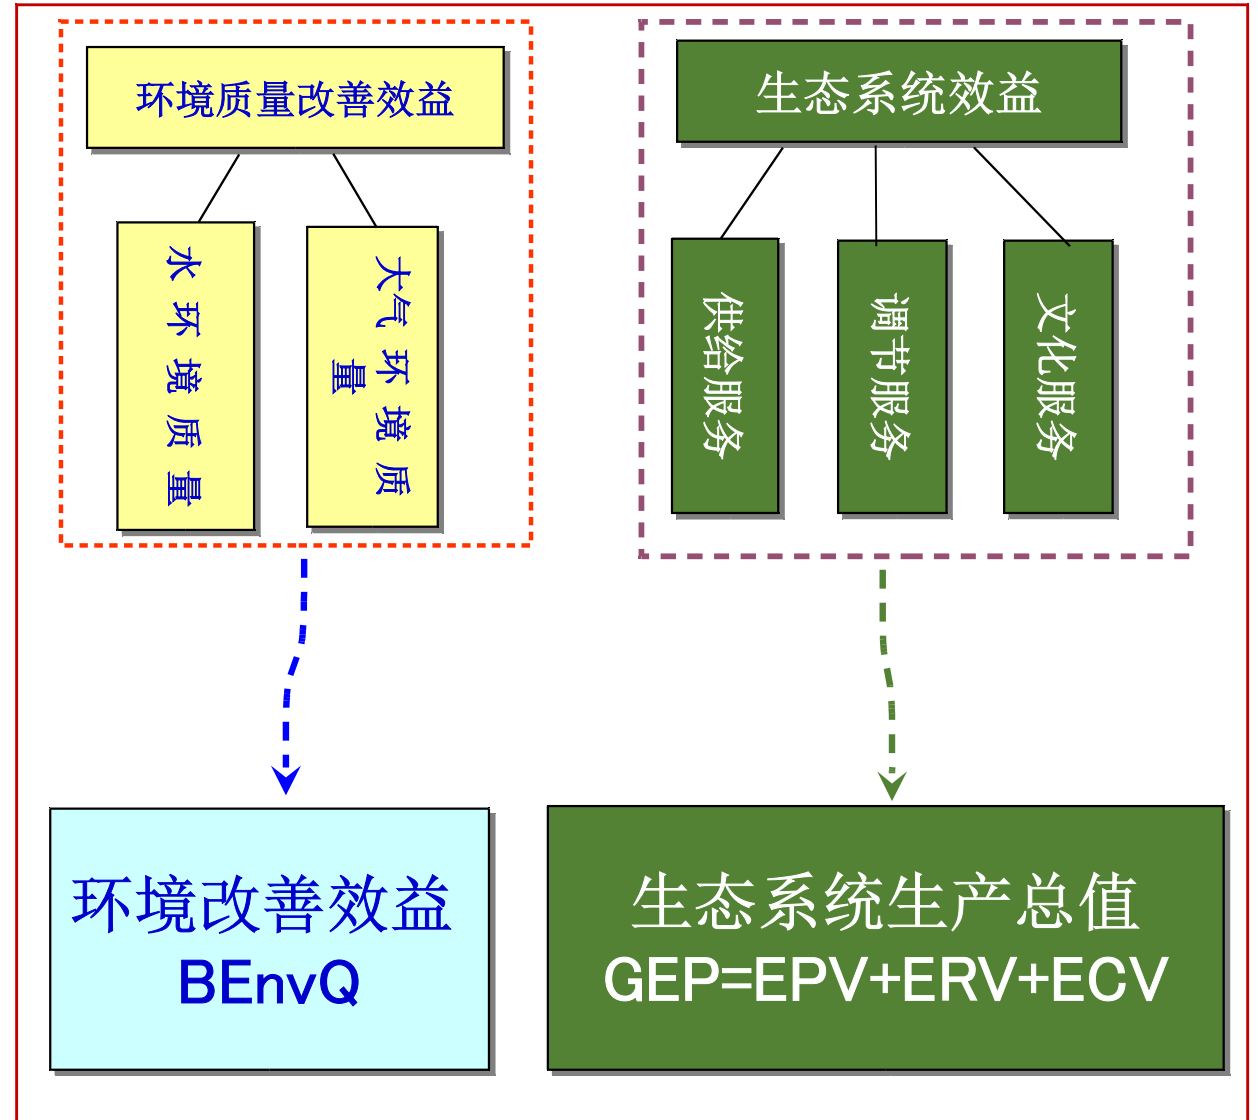 环境质量改善效益
水环境质量
大气环境质
量
生态系统效益
供给服务
调节服务
文化服务
环境改善效益
BEnvQ
生态系统生产总值
GEP=EPV+ERV+ECV